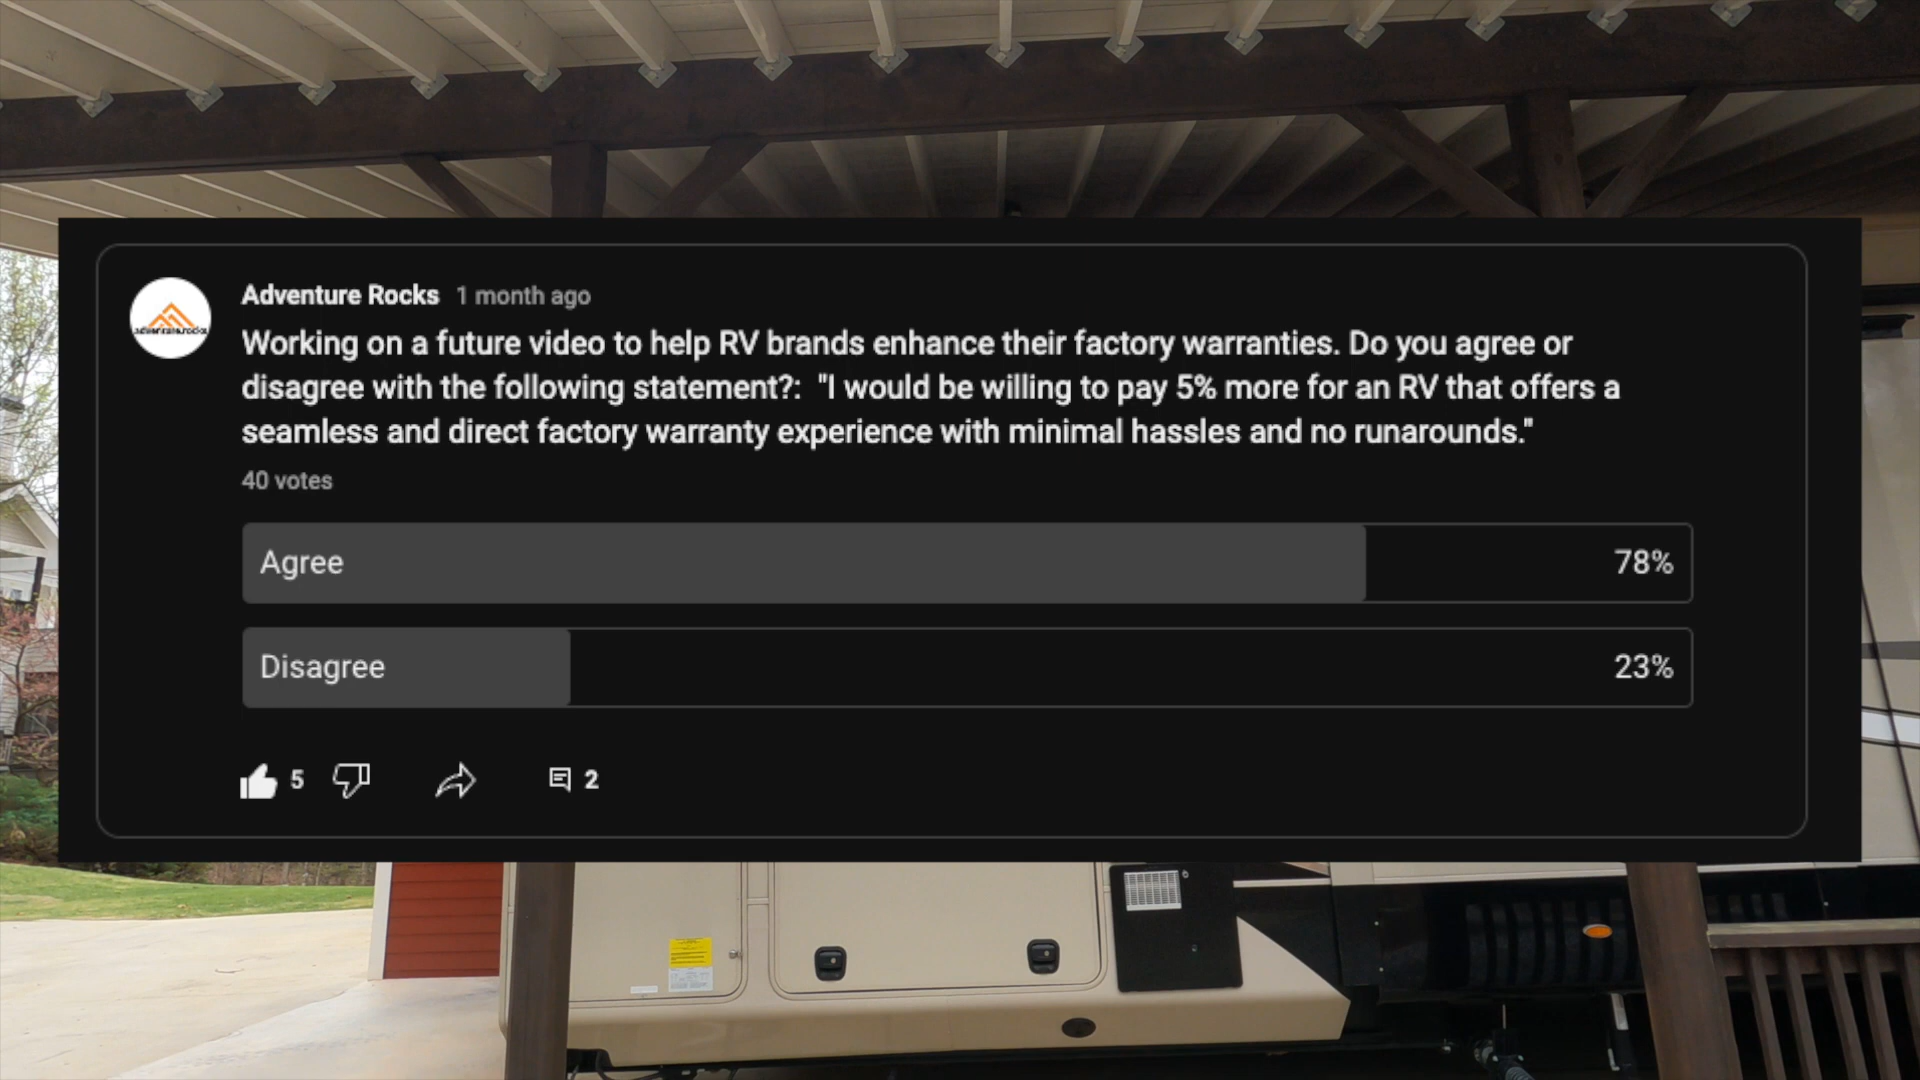 Adventure Rocks 1 month ago
Working on a future video to help RV brands enhance their factory warranties. Do you agree or
disagree with the following statement?: "I would be willing to pay 5% more for an RV that offers a
seamless and direct factory warranty experience with minimal hassles and no runarounds."
40 votes
Agree 78%
Disagree 23%
5 2